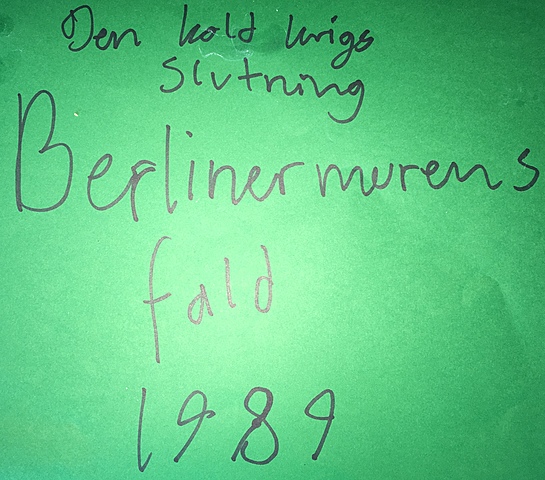 Den kold krigs
Slutning
Berlinermurens
fald
1989